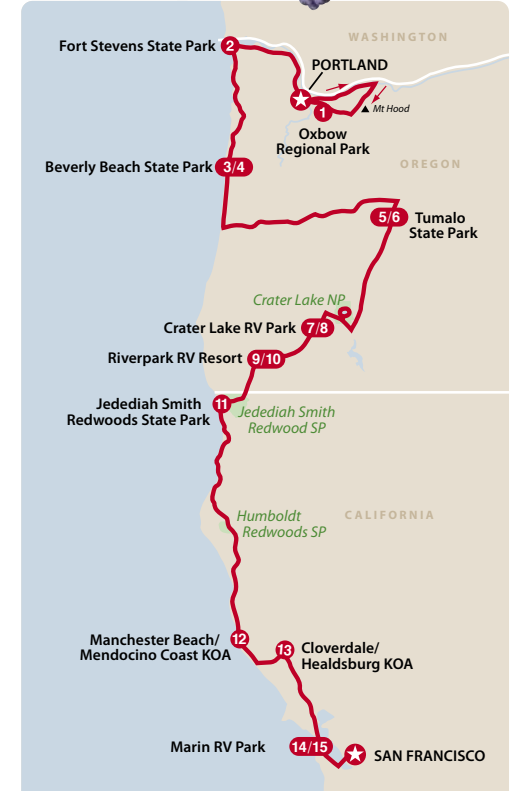 WASHINGTON
Fort Stevens State Park
2
PORTLAND
Mt Hood
1
Oxbow
Regional Park
OREGON
Beverly Beach State Park
3/4
5/6
Tumalo
State Park
Crater Lake NP
Crater Lake RV Park
7/8
Riverpark RV Resort
9/10
Jedediah Smith
Redwoods State Park
11
Jedediah Smith
Redwood SP
Humboldt
Redwoods SP
CALIFORNIA
Manchester Beach/
Mendocino Coast KOA
12
13
Cloverdale/
Healdsburg KOA
Marin RV Park
14/15
SAN FRANCISCO